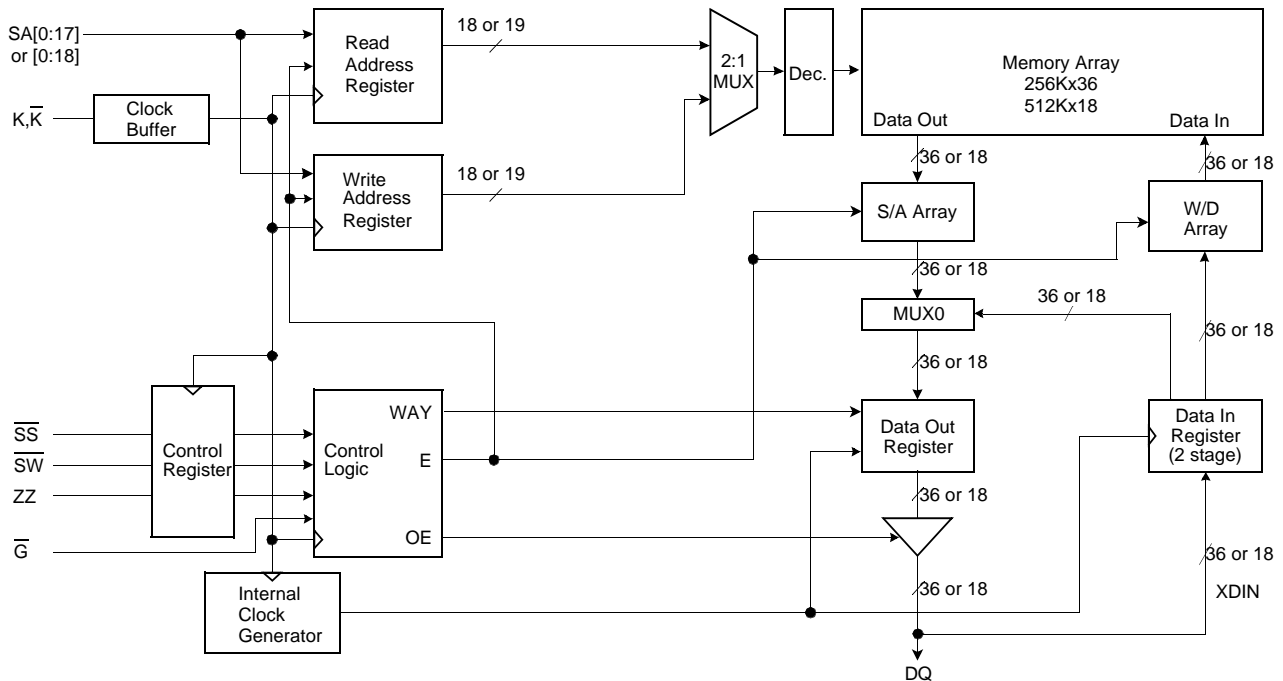 SA[0:17]
or [0:18]
Read
Address
Register
18 or 19
2:1
MUX
Dec.
Memory Array
256Kx36
512Kx18
Data Out
Data In
K,K̅
Clock
Buffer
36 or 18
36 or 18
Write
Address
Register
18 or 19
S/A Array
W/D
Array
36 or 18
MUX0
36 or 18
36 or 18
36 or 18
S̅S̅
S̅W̅
ZZ
G̅
Control
Register
Control
Logic
WAY
E
OE
Data Out
Register
Data In
Register
(2 stage)
36 or 18
36 or 18
XDIN
Internal
Clock
Generator
36 or 18
DQ